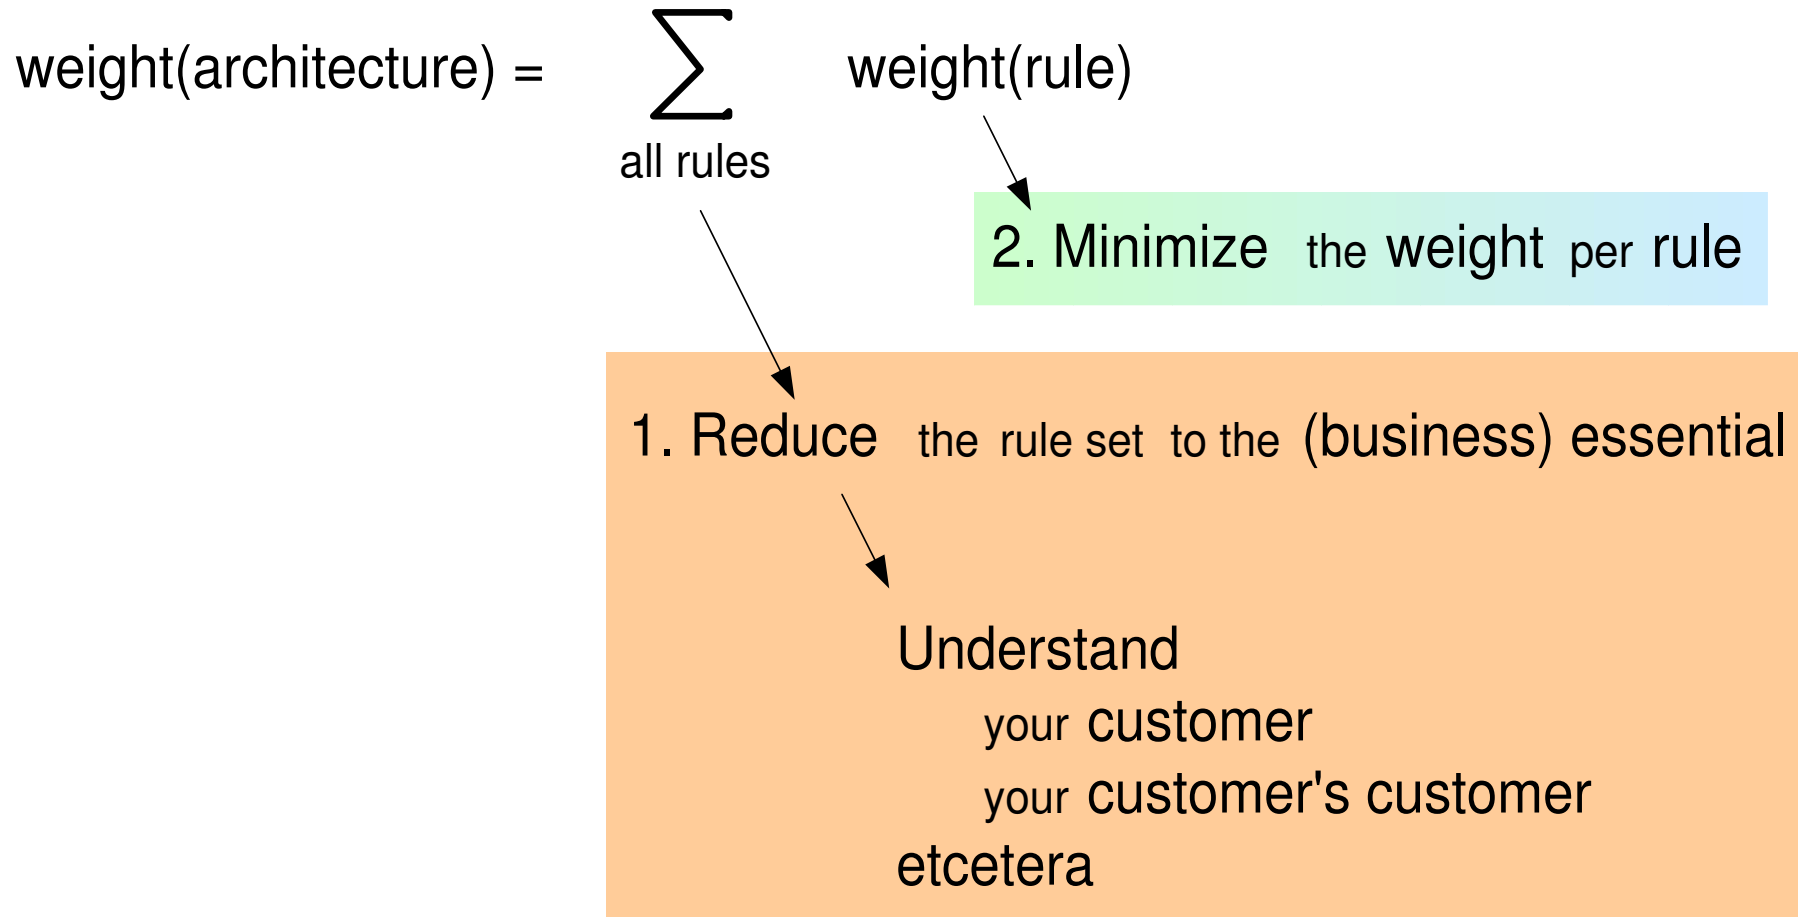 weight(architecture) = ∑ weight(rule)
all rules
2. Minimize the weight per rule
1. Reduce the rule set to the (business) essential
Understand
your customer
your customer's customer
etcetera